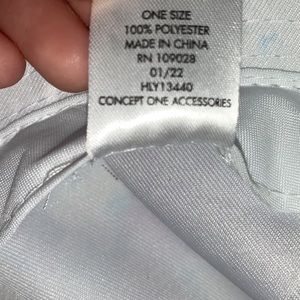 ONE SIZE
100% POLYESTER
MADE IN CHINA
RN 109028
01/22
HLY13440
CONCEPT ONE ACCESSORIES